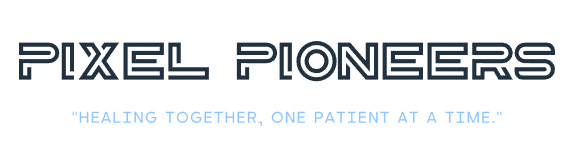 PIXEL PIONEERS
"HEALING TOGETHER, ONE PATIENT AT A TIME."